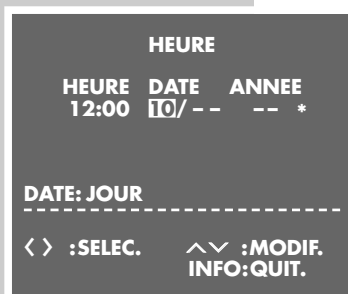 HEURE
HEURE DATE ANNEE
12:00 10/-- -- *
DATE: JOUR
< > :SELEC. ∧∨ :MODIF.
INFO:QUIT.